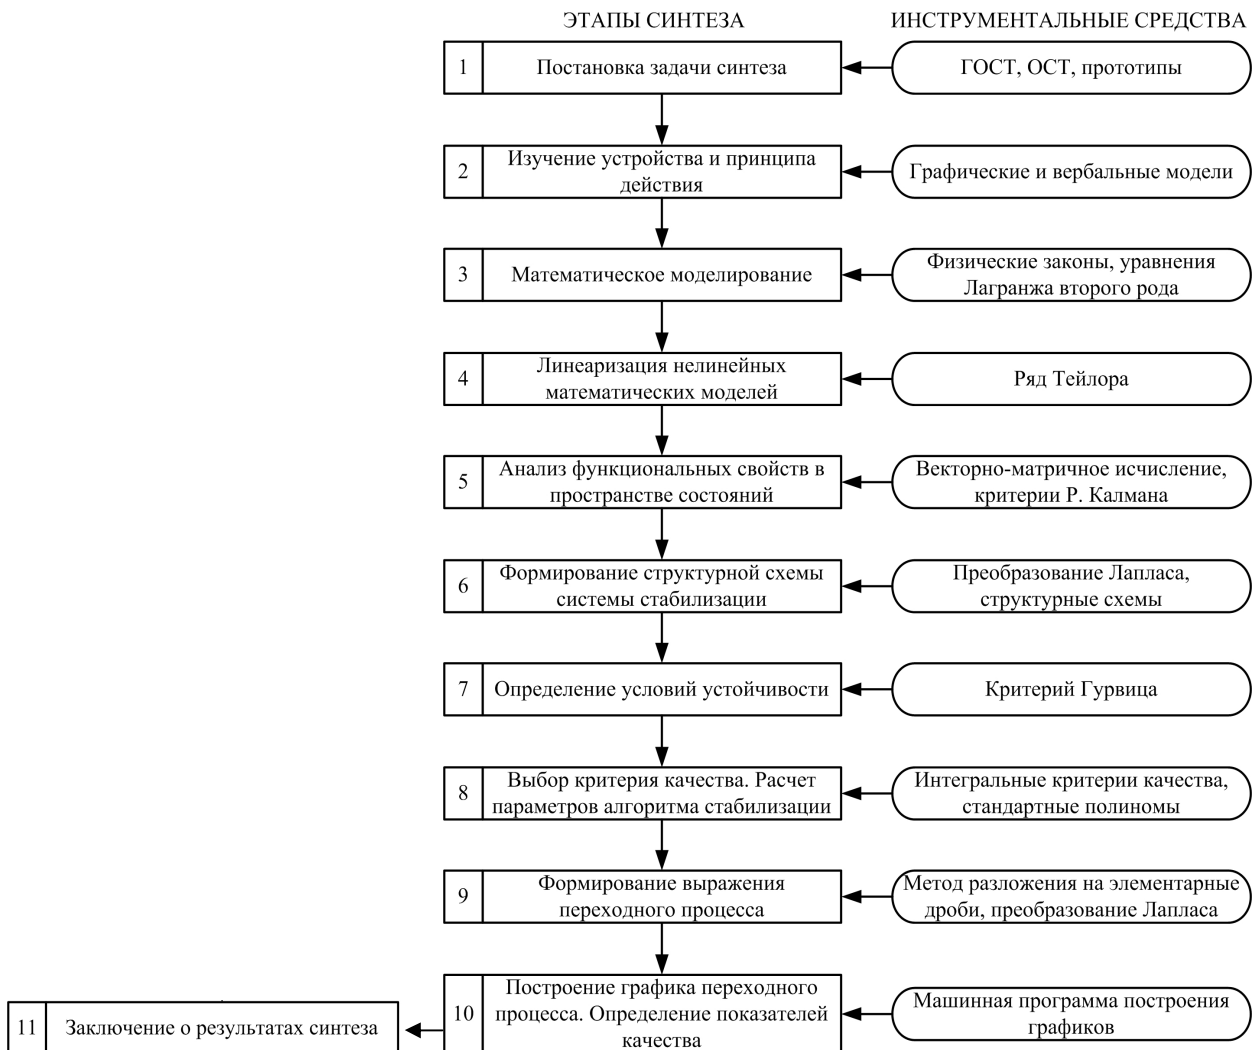 ЭТАПЫ СИНТЕЗА
ИНСТРУМЕНТАЛЬНЫЕ СРЕДСТВА
1
Постановка задачи синтеза
ГОСТ, ОСТ, прототипы
2
Изучение устройства и принципа
действия
Графические и вербальные модели
3
Математическое моделирование
Физические законы, уравнения
Лагранжа второго рода
4
Линеаризация нелинейных
математических моделей
Ряд Тейлора
5
Анализ функциональных свойств в
пространстве состояний
Векторно-матричное исчисление,
критерии Р. Калмана
6
Формирование структурной схемы
системы стабилизации
Преобразование Лапласа,
структурные схемы
7
Определение условий устойчивости
Критерий Гурвица
8
Выбор критерия качества. Расчет
параметров алгоритма стабилизации
Интегральные критерии качества,
стандартные полиномы
9
Формирование выражения
переходного процесса
Метод разложения на элементарные
дроби, преобразование Лапласа
10
Построение графика переходного
процесса. Определение показателей
качества
Машинная программа построения
графиков
11
Заключение о результатах синтеза